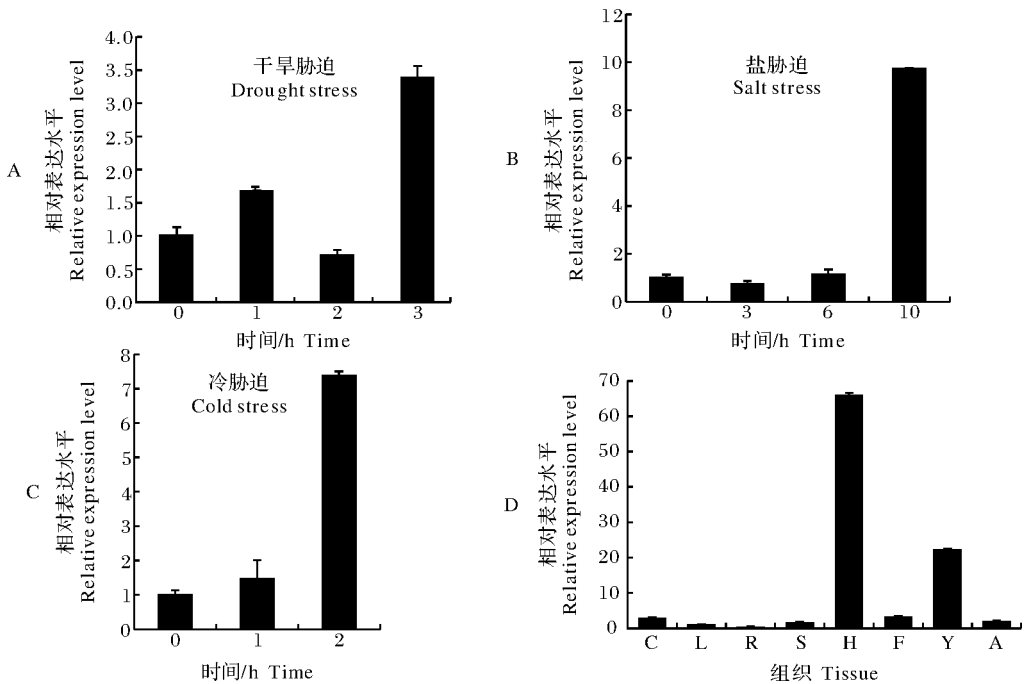 A
相对表达水平
Relative expression level
4.0
3.5
3.0
2.5
2.0
1.5
1.0
0.5
0.0
干旱胁迫
Drought stress
0 1 2 3
时间/h Time
B
相对表达水平
Relative expression level
12
10
8
6
4
2
0
盐胁迫
Salt stress
0 3 6 10
时间/h Time
C
相对表达水平
Relative expression level
8
7
6
5
4
3
2
1
0
冷胁迫
Cold stress
0 1 2
时间/h Time
D
相对表达水平
Relative expression level
70
60
50
40
30
20
10
0
C L R S H F Y A
组织 Tissue